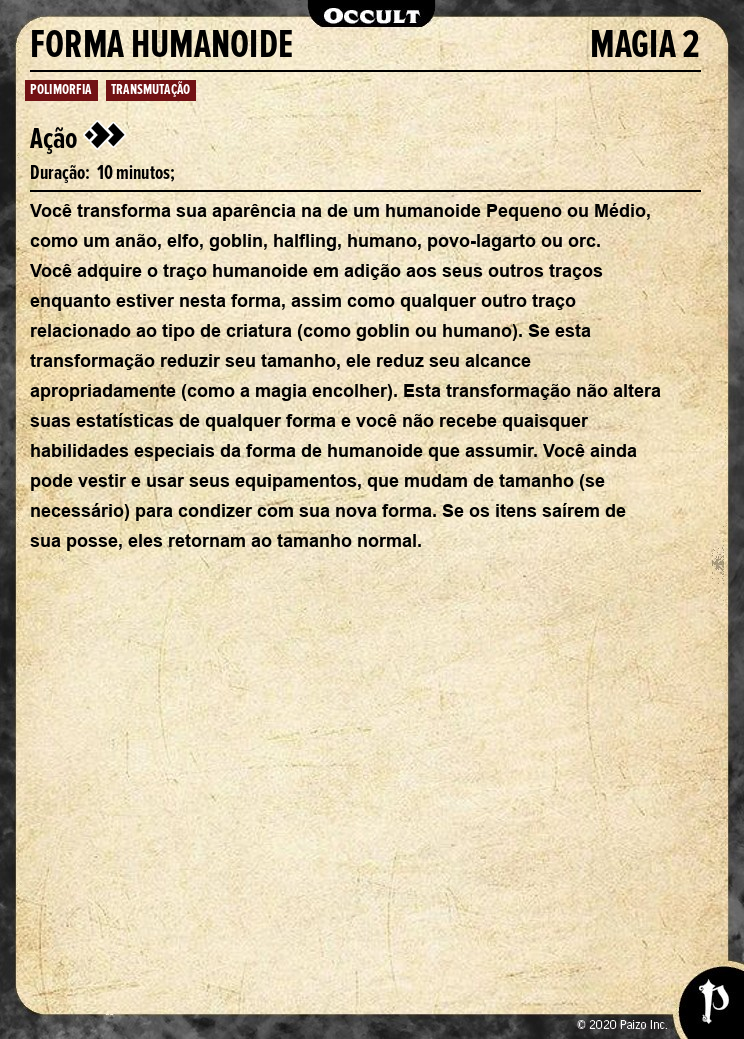 OCCULT
FORMA HUMANOIDE MAGIA 2
POLIMORFIA TRANSMUTAÇÃO
Ação
Duração: 10 minutos;
Você transforma sua aparência na de um humanoide Pequeno ou Médio,
como um anão, elfo, goblin, halfling, humano, povo-lagarto ou orc.
Você adquire o traço humanoide em adição aos seus outros traços
enquanto estiver nesta forma, assim como qualquer outro traço
relacionado ao tipo de criatura (como goblin ou humano). Se esta
transformação reduzir seu tamanho, ele reduz seu alcance
apropriadamente (como a magia encolher). Esta transformação não altera
suas estatísticas de qualquer forma e você não recebe quaisquer
habilidades especiais da forma de humanoide que assumir. Você ainda
pode vestir e usar seus equipamentos, que mudam de tamanho (se
necessário) para condizer com sua nova forma. Se os itens saírem de
sua posse, eles retornam ao tamanho normal.
© 2020 Paizo Inc.
P